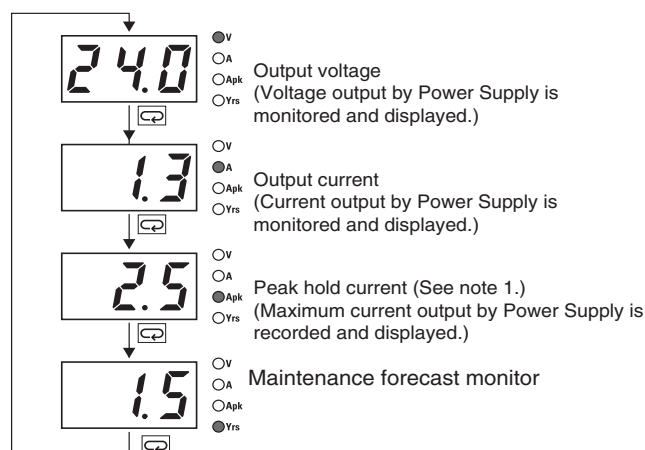 24.0
V
A
Apk
Yrs
Output voltage
(Voltage output by Power Supply is
monitored and displayed.)
1.3
V
A
Apk
Yrs
Output current
(Current output by Power Supply is
monitored and displayed.)
2.5
V
A
Apk
Yrs
Peak hold current (See note 1.)
(Maximum current output by Power Supply is
recorded and displayed.)
1.5
V
A
Apk
Yrs
Maintenance forecast monitor